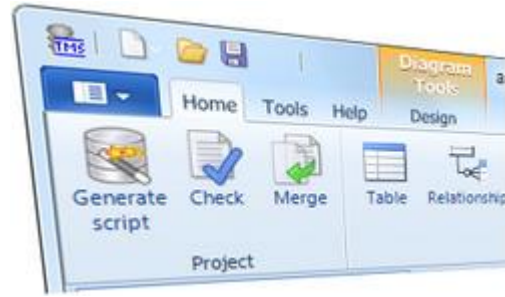 TMS
Diagram
Tools
Home Tools Help Design
Generate
script
Check
Merge
Table
Relationship
Project